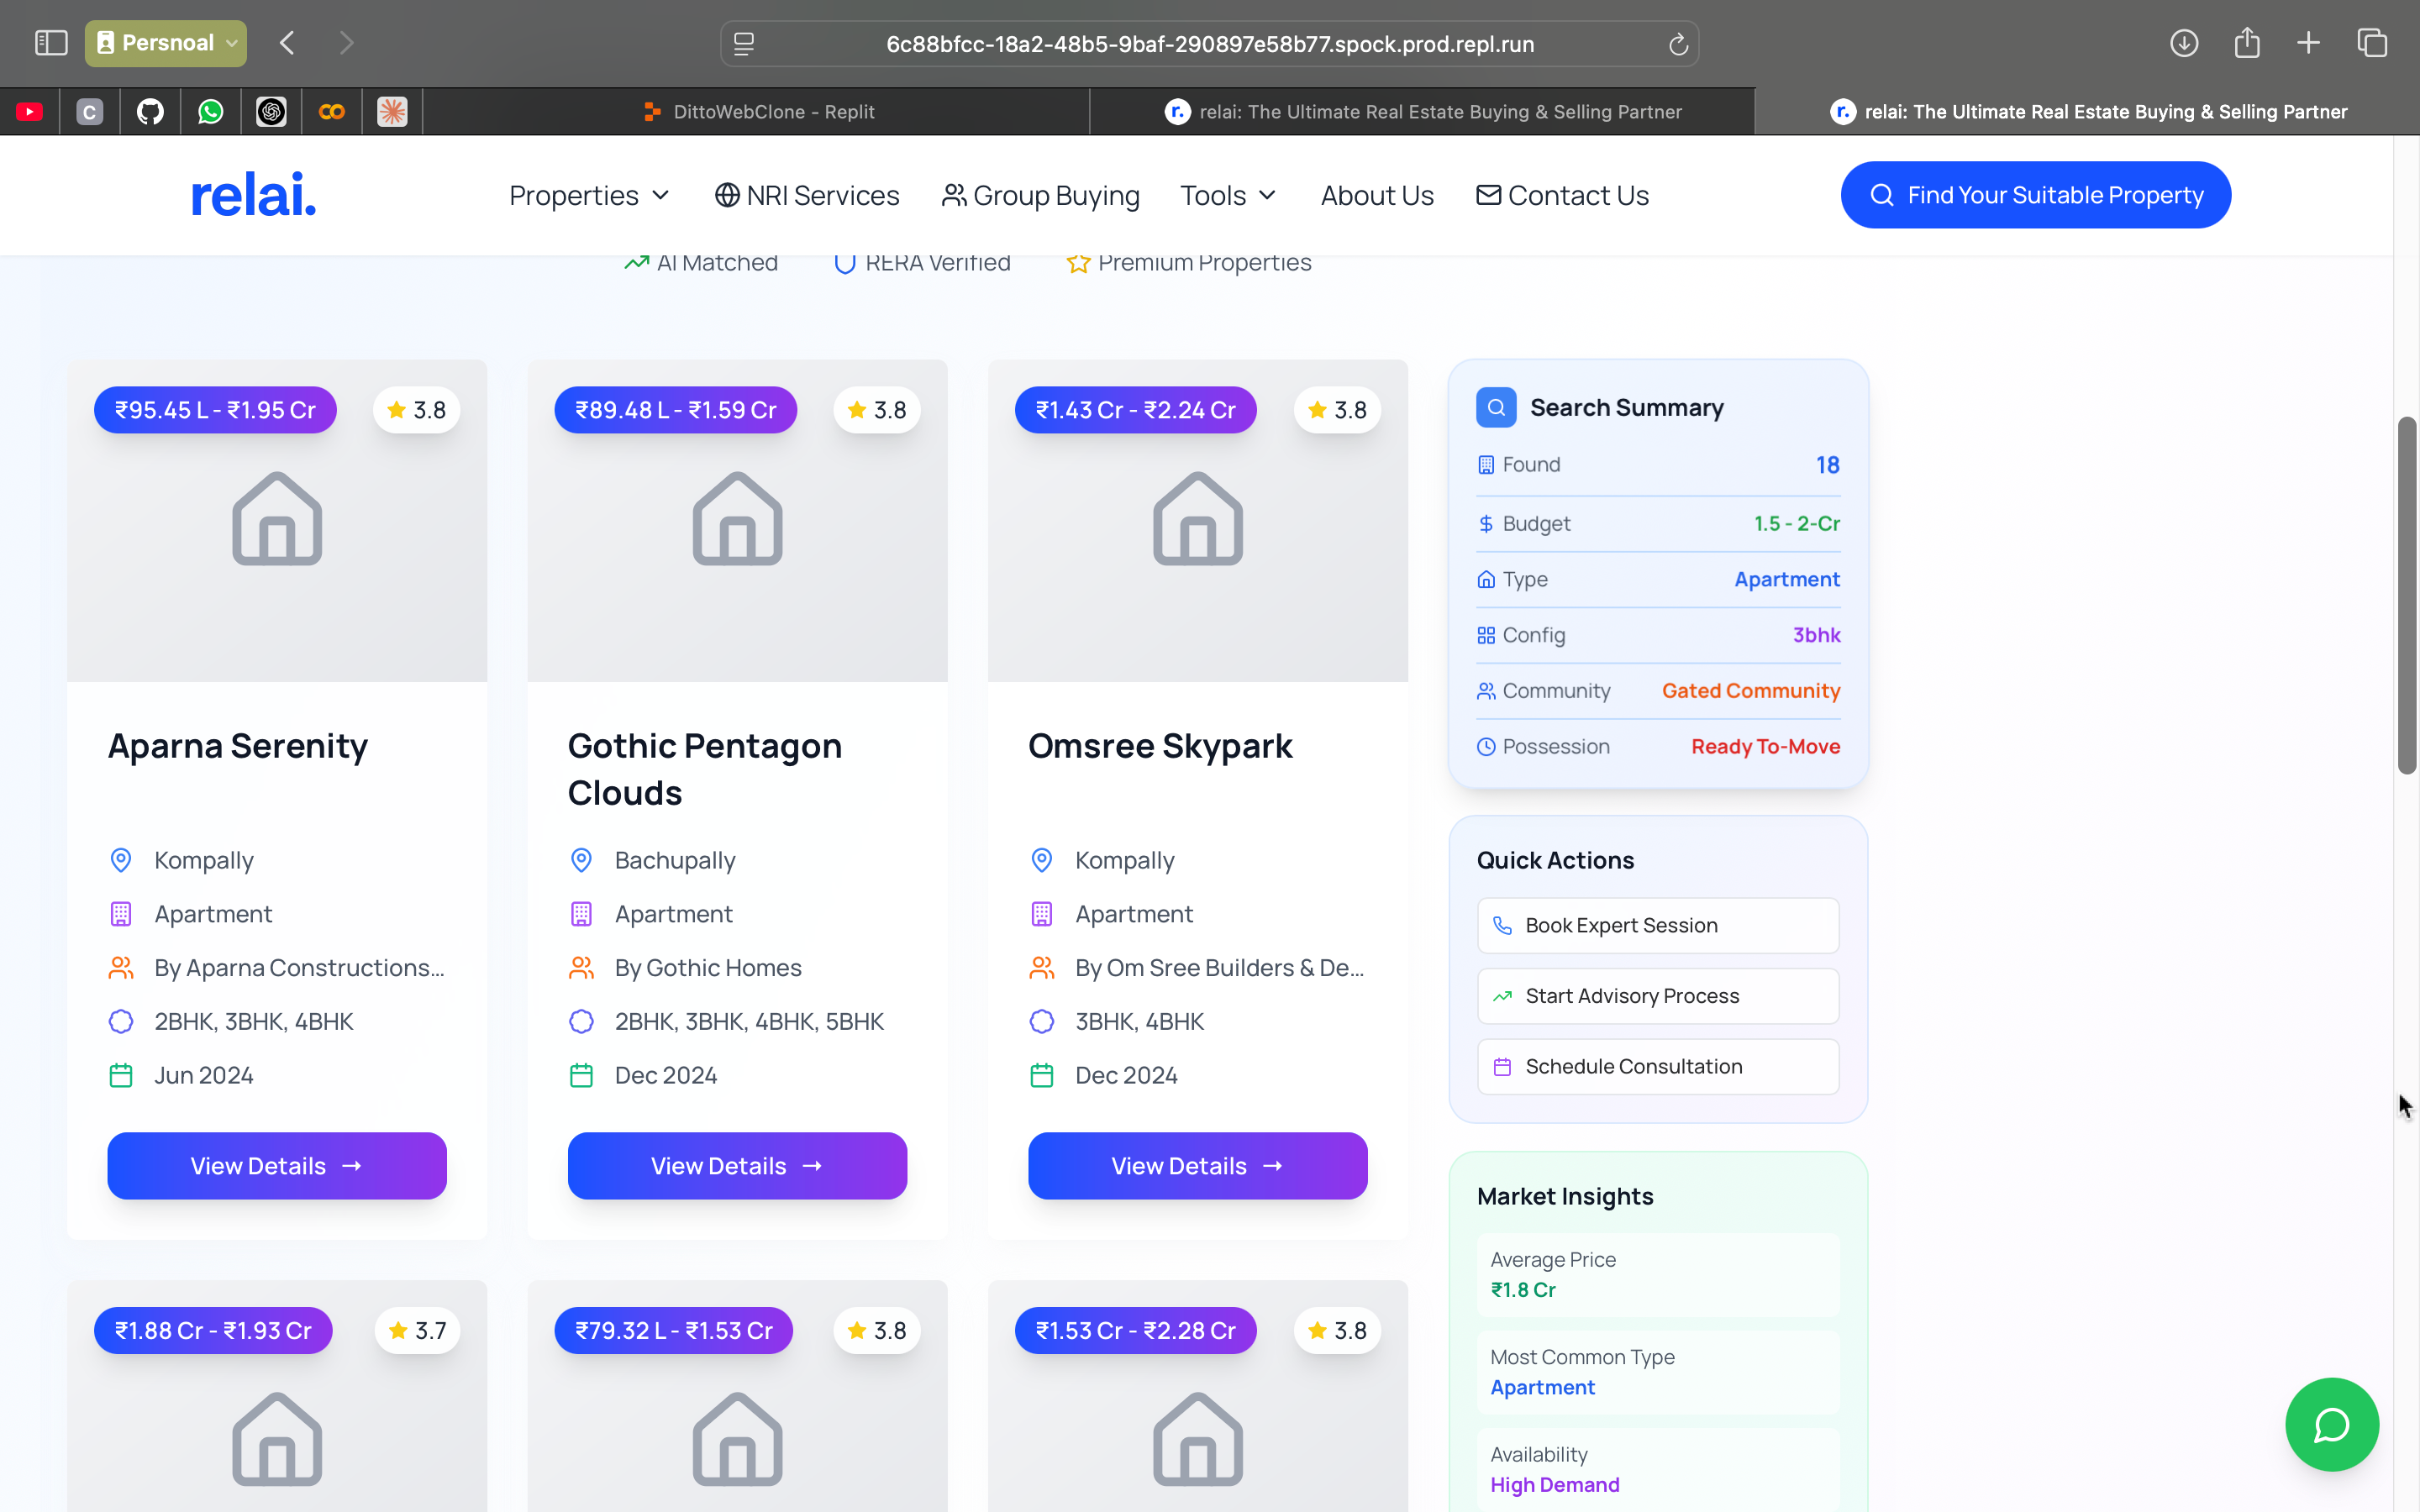 Persnoal
6c88bfcc-18a2-48b5-9baf-290897e58b77.spock.prod.repl.run
C
DittoWebClone - Replit
r. relai: The Ultimate Real Estate Buying & Selling Partner
r. relai: The Ultimate Real Estate Buying & Selling Partner
relai.
Properties
NRI Services
Group Buying
Tools
About Us
Contact Us
Find Your Suitable Property
AI Matched
RERA Verified
Premium Properties
₹95.45 L - ₹1.95 Cr
3.8
Aparna Serenity
Kompally
Apartment
By Aparna Constructions...
2BHK, 3BHK, 4BHK
Jun 2024
View Details →
₹89.48 L - ₹1.59 Cr
3.8
Gothic Pentagon
Clouds
Bachupally
Apartment
By Gothic Homes
2BHK, 3BHK, 4BHK, 5BHK
Dec 2024
View Details →
₹1.43 Cr - ₹2.24 Cr
3.8
Omsree Skypark
Kompally
Apartment
By Om Sree Builders & De...
3BHK, 4BHK
Dec 2024
View Details →
₹1.88 Cr - ₹1.93 Cr
3.7
₹79.32 L - ₹1.53 Cr
3.8
₹1.53 Cr - ₹2.28 Cr
3.8
Search Summary
Found 18
Budget 1.5 - 2-Cr
Type Apartment
Config 3bhk
Community Gated Community
Possession Ready To-Move
Quick Actions
Book Expert Session
Start Advisory Process
Schedule Consultation
Market Insights
Average Price
₹1.8 Cr
Most Common Type
Apartment
Availability
High Demand